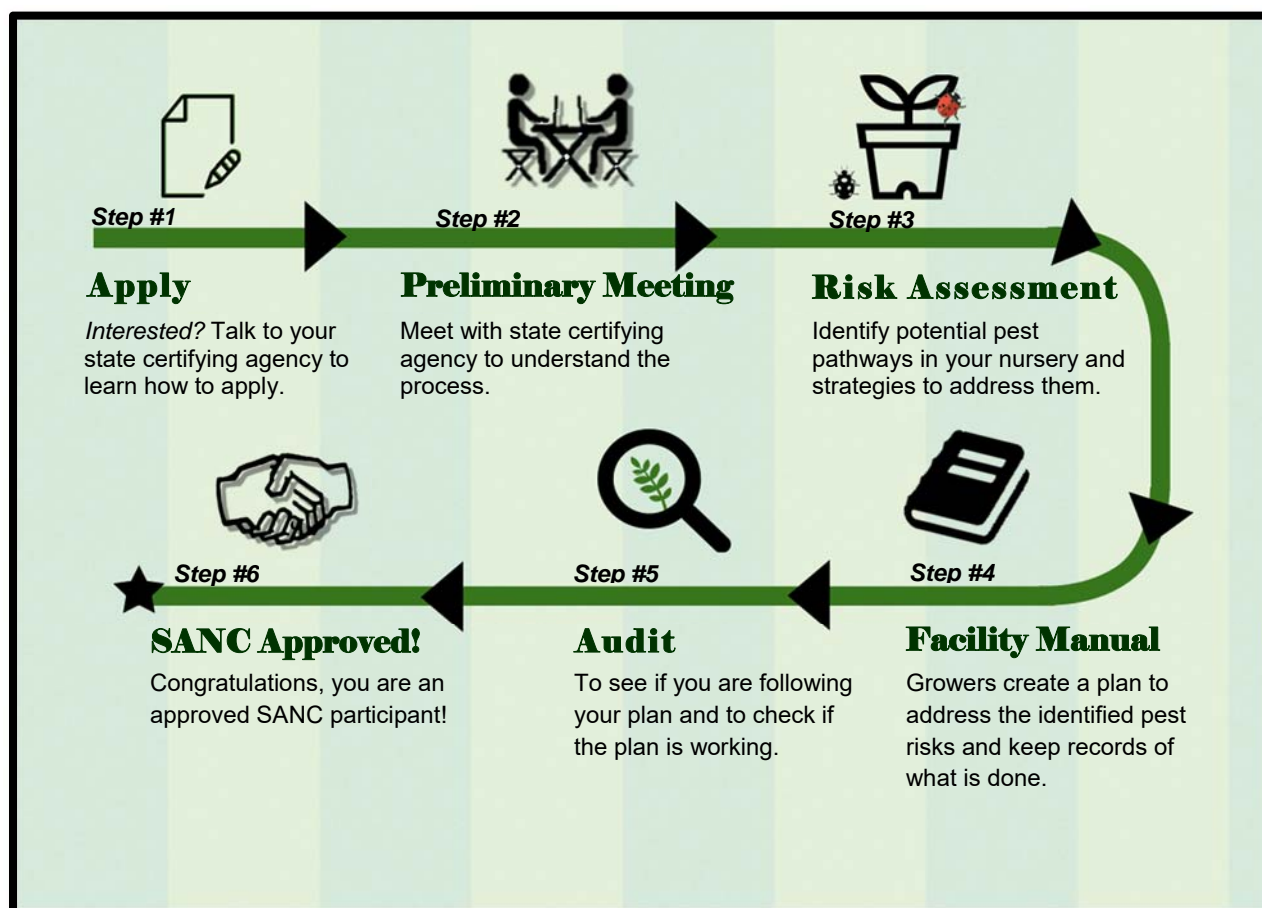 Step #1
Step #2
Step #3
Apply
Interested? Talk to your
state certifying agency to
learn how to apply.
Preliminary Meeting
Meet with state certifying
agency to understand the
process.
Risk Assessment
Identify potential pest
pathways in your nursery and
strategies to address them.
Step #4
Facility Manual
Growers create a plan to
address the identified pest
risks and keep records of
what is done.
Step #5
Audit
To see if you are following
your plan and to check if
the plan is working.
Step #6
SANC Approved!
Congratulations, you are an
approved SANC participant!